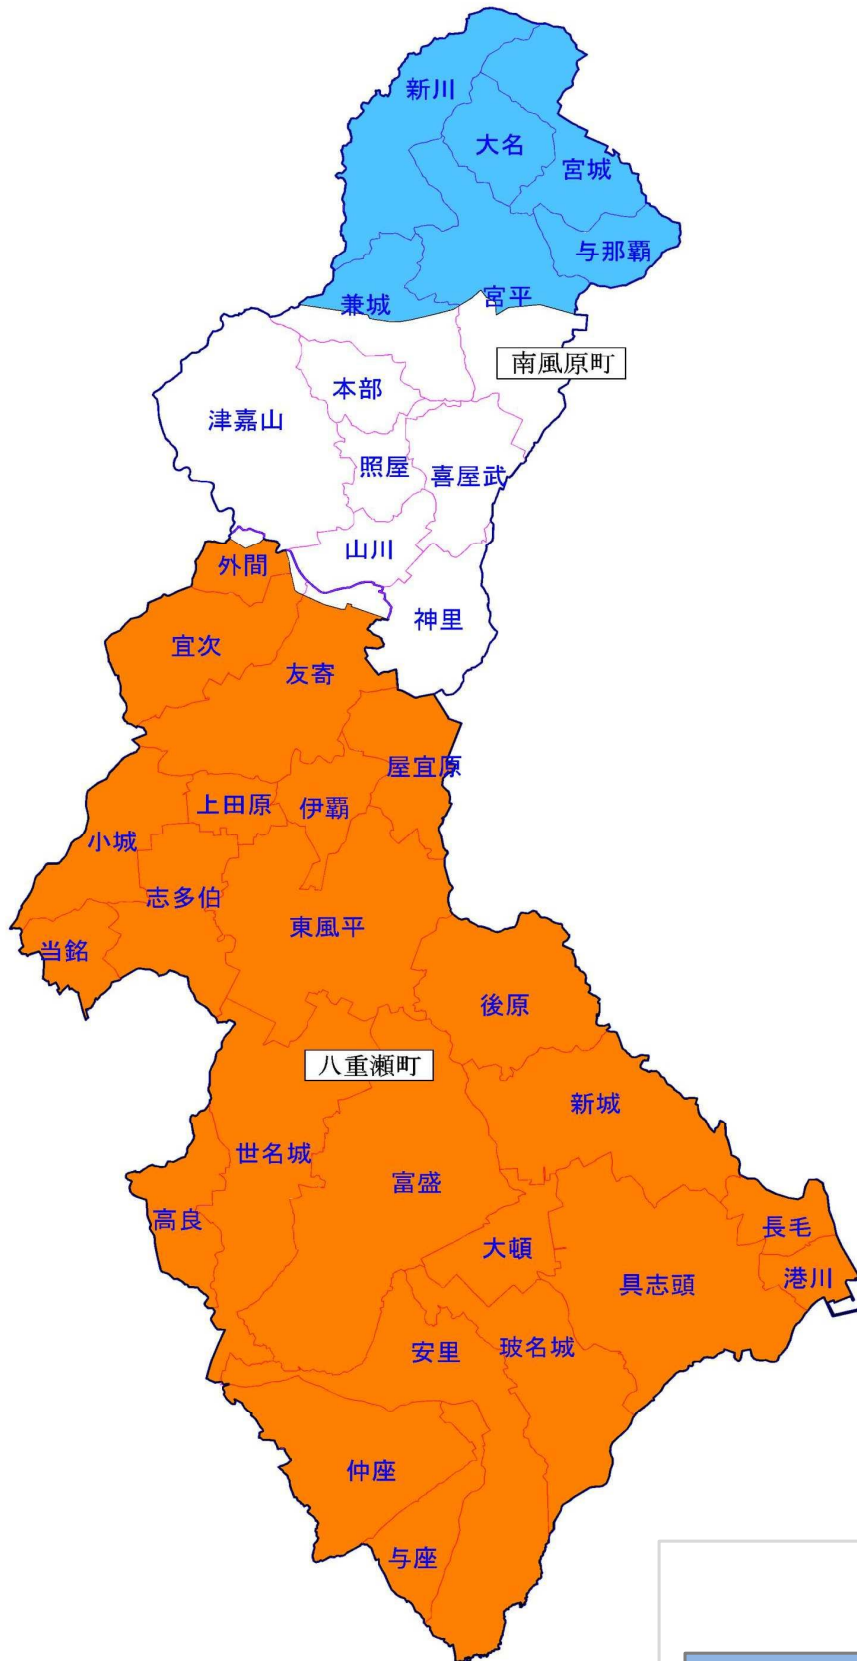 新川
大名
宮城
与那覇
兼城
宮平
南風原町
本部
津嘉山
照屋
喜屋武
山川
外間
神里
宜次
友寄
屋宜原
上田原
伊覇
小城
志多伯
東風平
当銘
後原
八重瀬町
新城
世名城
富盛
高良
長毛
大頓
港川
具志頭
安里
玻名城
仲座
与座